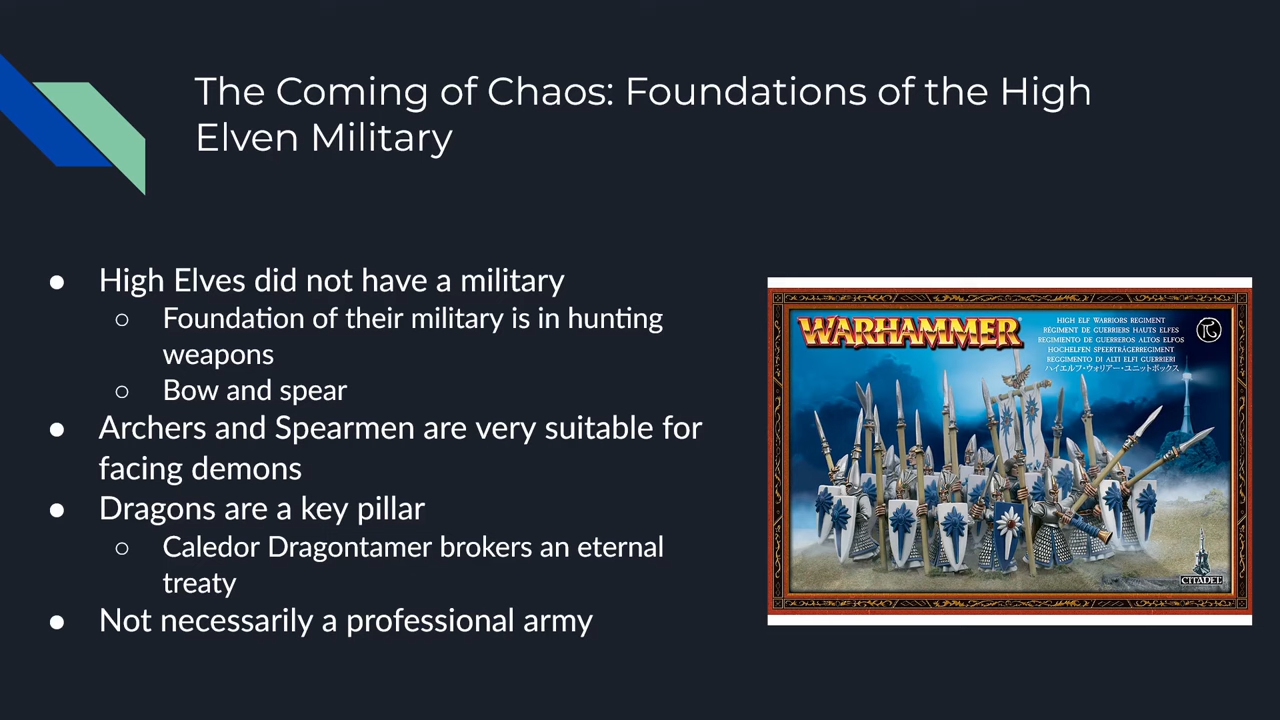 The Coming of Chaos: Foundations of the High
Elven Military
● High Elves did not have a military
○ Foundation of their military is in hunting
weapons
○ Bow and spear
● Archers and Spearmen are very suitable for
facing demons
● Dragons are a key pillar
○ Caledor Dragontamer brokers an eternal
treaty
● Not necessarily a professional army
WARHAMMER
HIGH ELF WARRIORS REGIMENT
RÉGIMENT DE GUERRIERS HAUTS ELFES
REGIMIENTO DE GUERREROS ALTOS ELFOS
HOCHELFEN SPEERTRÄGERREGIMENT
REGGIMENTO DI ALTI ELFI GUERRIERI
ハイエルフ・ウォリアー・ユニットボックス
CITADEL